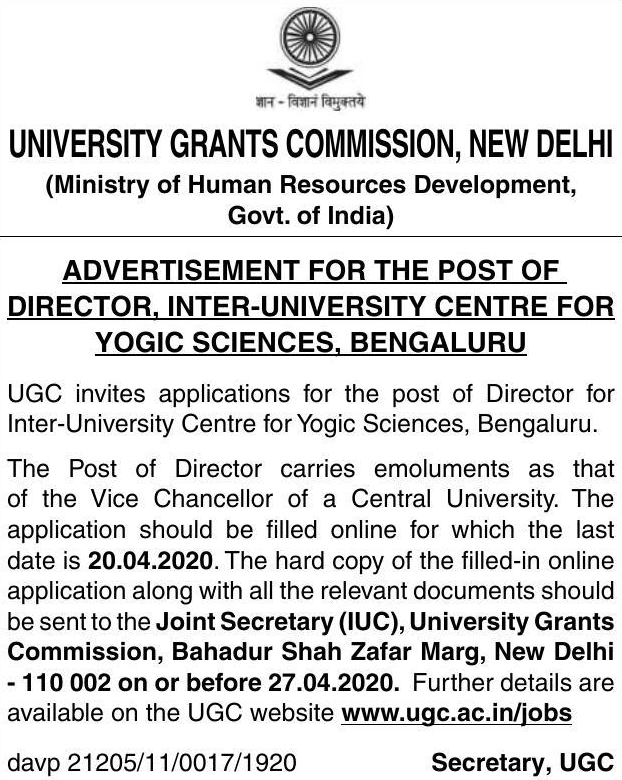 ज्ञान - विज्ञानं विमुक्तये
UNIVERSITY GRANTS COMMISSION, NEW DELHI
(Ministry of Human Resources Development,
Govt. of India)
ADVERTISEMENT FOR THE POST OF
DIRECTOR, INTER-UNIVERSITY CENTRE FOR
YOGIC SCIENCES, BENGALURU
UGC invites applications for the post of Director for
Inter-University Centre for Yogic Sciences, Bengaluru.
The Post of Director carries emoluments as that
of the Vice Chancellor of a Central University. The
application should be filled online for which the last
date is 20.04.2020. The hard copy of the filled-in online
application along with all the relevant documents should
be sent to the Joint Secretary (IUC), University Grants
Commission, Bahadur Shah Zafar Marg, New Delhi
- 110 002 on or before 27.04.2020. Further details are
available on the UGC website www.ugc.ac.in/jobs
davp 21205/11/0017/1920 Secretary, UGC